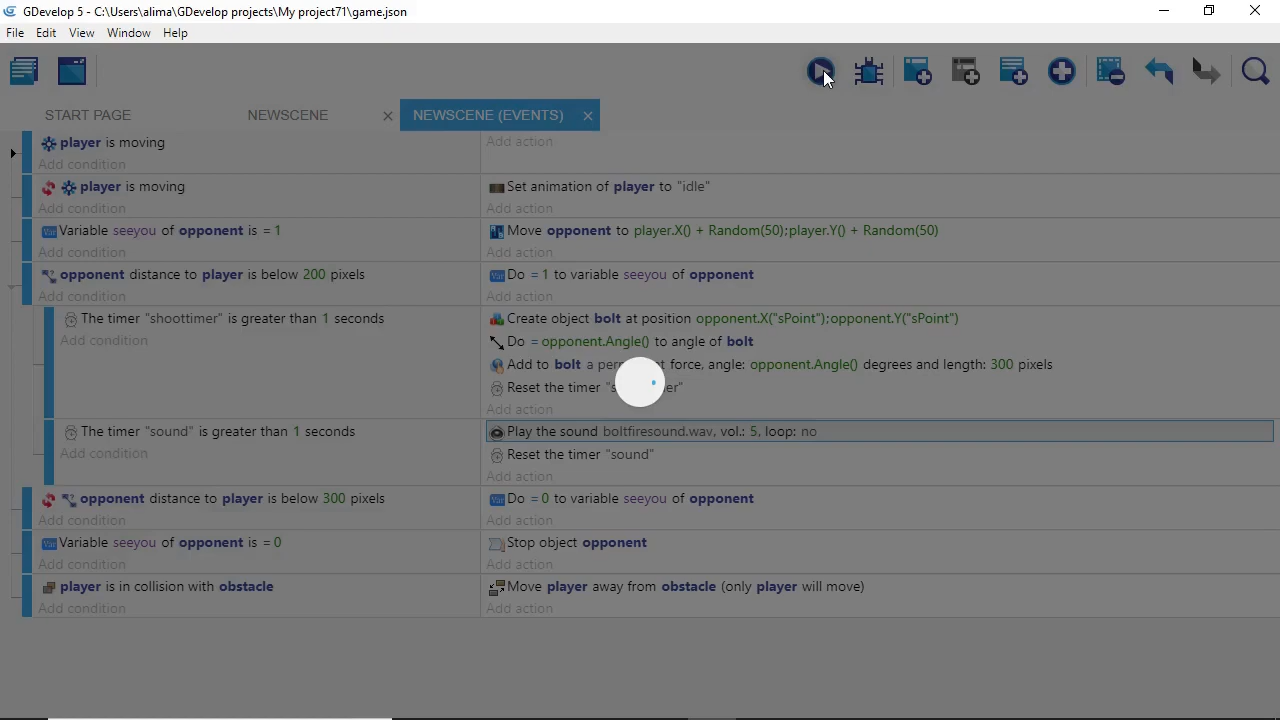 GDevelop 5 - C:\Users\alima\GDevelop projects\My project71\game.json
File Edit View Window Help
START PAGE NEWSCENE NEWSCENE (EVENTS)
player is moving
Add action
Add condition
player is moving Set animation of player to "idle"
Add condition Add action
Variable seeyou of opponent is = 1 Move opponent to player.X() + Random(50);player.Y() + Random(50)
Add condition Add action
opponent distance to player is below 200 pixels Do = 1 to variable seeyou of opponent
Add condition Add action
The timer "shoottimer" is greater than 1 seconds Create object bolt at position opponent.X("sPoint");opponent.Y("sPoint")
Add condition Do = opponent.Angle() to angle of bolt
Add to bolt a force, angle: opponent.Angle() degrees and length: 300 pixels
Reset the timer
Add action
The timer "sound" is greater than 1 seconds Play the sound boltfiresound.wav, vol.: 5, loop: no
Add condition Reset the timer "sound"
Add action
opponent distance to player is below 300 pixels Do = 0 to variable seeyou of opponent
Add condition Add action
Variable seeyou of opponent is = 0 Stop object opponent
Add condition Add action
player is in collision with obstacle Move player away from obstacle (only player will move)
Add condition Add action